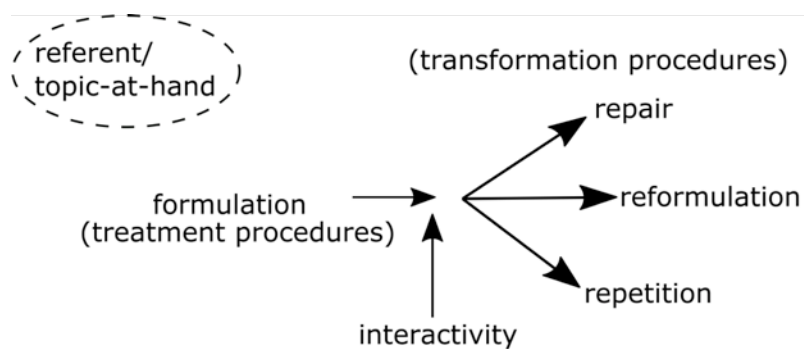 referent/
topic-at-hand
(transformation procedures)
repair
formulation
(treatment procedures)
reformulation
repetition
interactivity